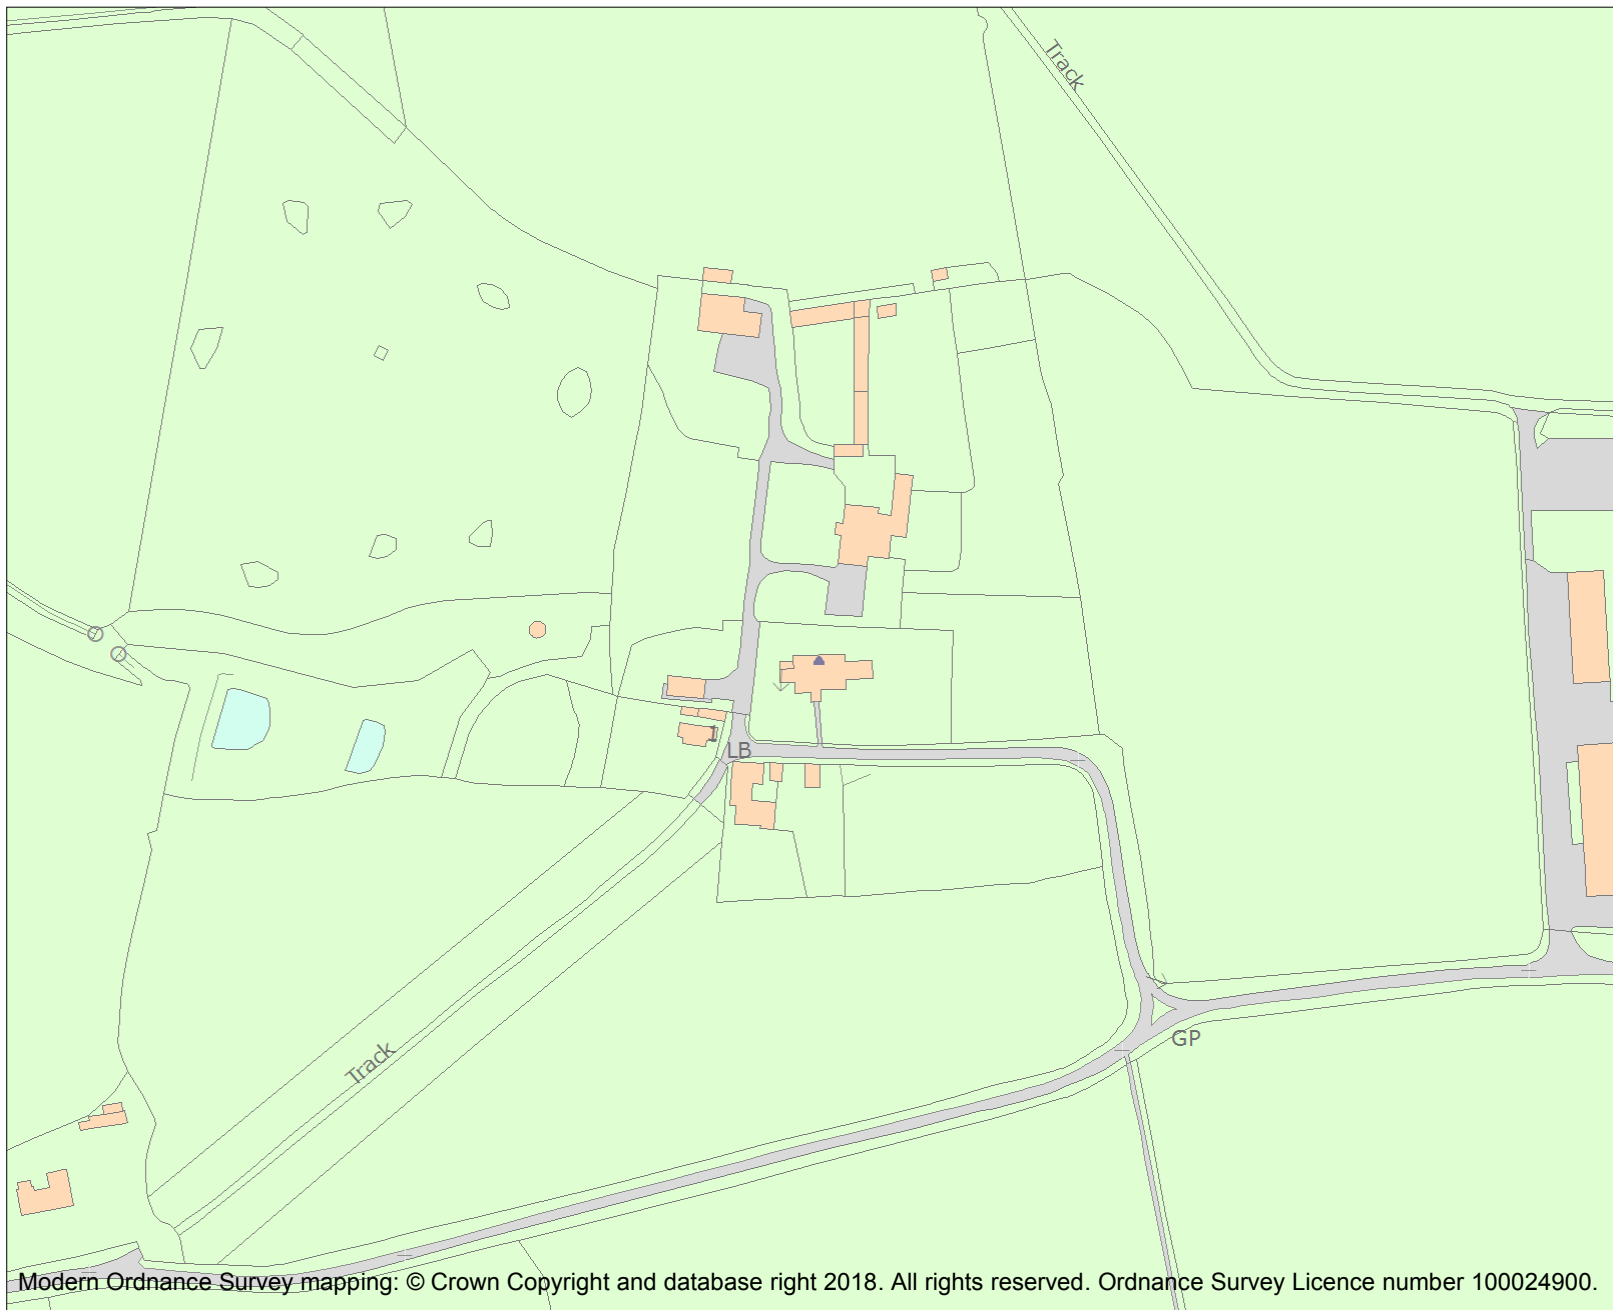 Track
1
LB
GP
Track
Modern Ordnance Survey mapping: © Crown Copyright and database right 2018. All rights reserved. Ordnance Survey Licence number 100024900.